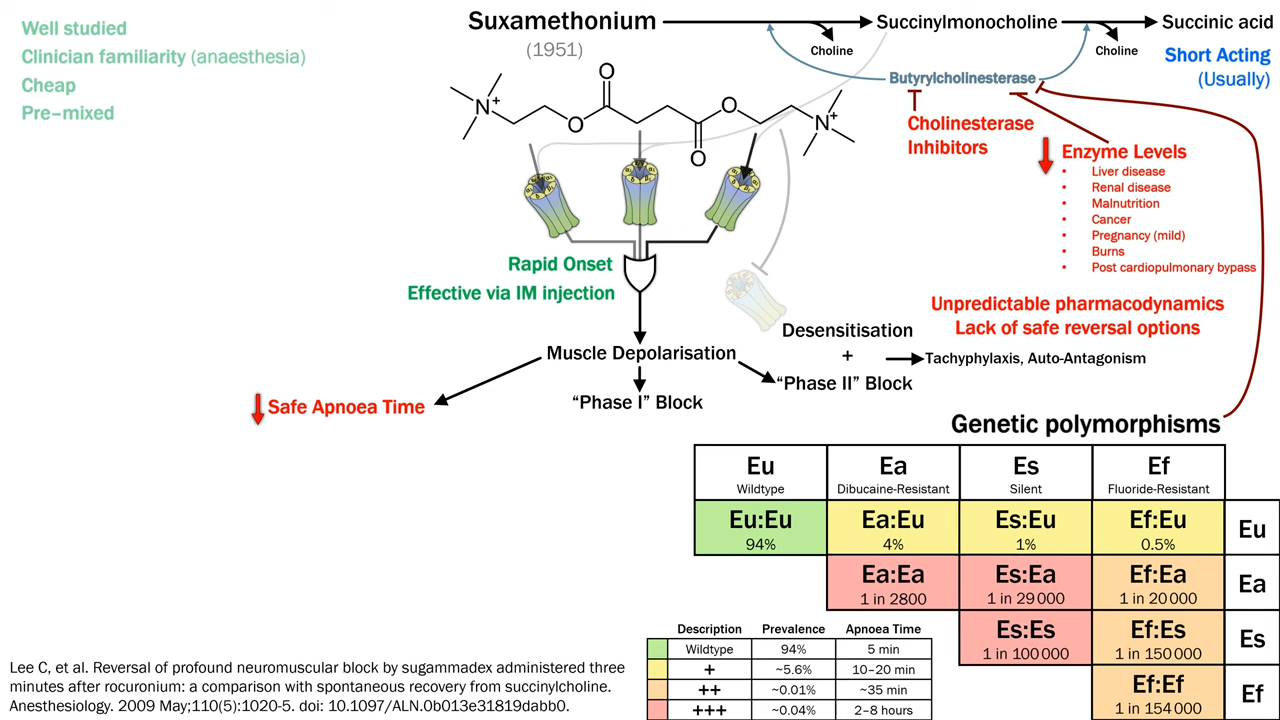 Well studied
Clinician familiarity (anaesthesia)
Cheap
Pre-mixed
Suxamethonium
(1951)
Succinylmonocholine
Succinic acid
Choline
Choline
Short Acting
(Usually)
Butyrylcholinesterase
Cholinesterase
Inhibitors
Enzyme Levels
• Liver disease
• Renal disease
• Malnutrition
• Cancer
• Pregnancy (mild)
• Burns
• Post cardiopulmonary bypass
N+
O
O
O
O
N+
Rapid Onset
Effective via IM injection
Unpredictable pharmacodynamics
Lack of safe reversal options
Desensitisation
+
"Phase II" Block
Tachyphylaxis, Auto-Antagonism
Muscle Depolarisation
"Phase I" Block
Safe Apnoea Time
Genetic polymorphisms
Eu Ea Es Ef
Wildtype Dibucaine-Resistant Silent Fluoride-Resistant
Eu:Eu Ea:Eu Es:Eu Ef:Eu Eu
94% 4% 1% 0.5%
Ea:Ea Es:Ea Ef:Ea Ea
1 in 2800 1 in 29 000 1 in 20 000
Es:Es Ef:Es Es
1 in 100 000 1 in 150 000
Ef:Ef Ef
1 in 154 000
Description Prevalence Apnoea Time
Wildtype 94% 5 min
+ ~5.6% 10–20 min
++ ~0.01% ~35 min
+++ ~0.04% 2–8 hours
Lee C, et al. Reversal of profound neuromuscular block by sugammadex administered three
minutes after rocuronium: a comparison with spontaneous recovery from succinylcholine.
Anesthesiology. 2009 May;110(5):1020-5. doi: 10.1097/ALN.0b013e31819dabb0.